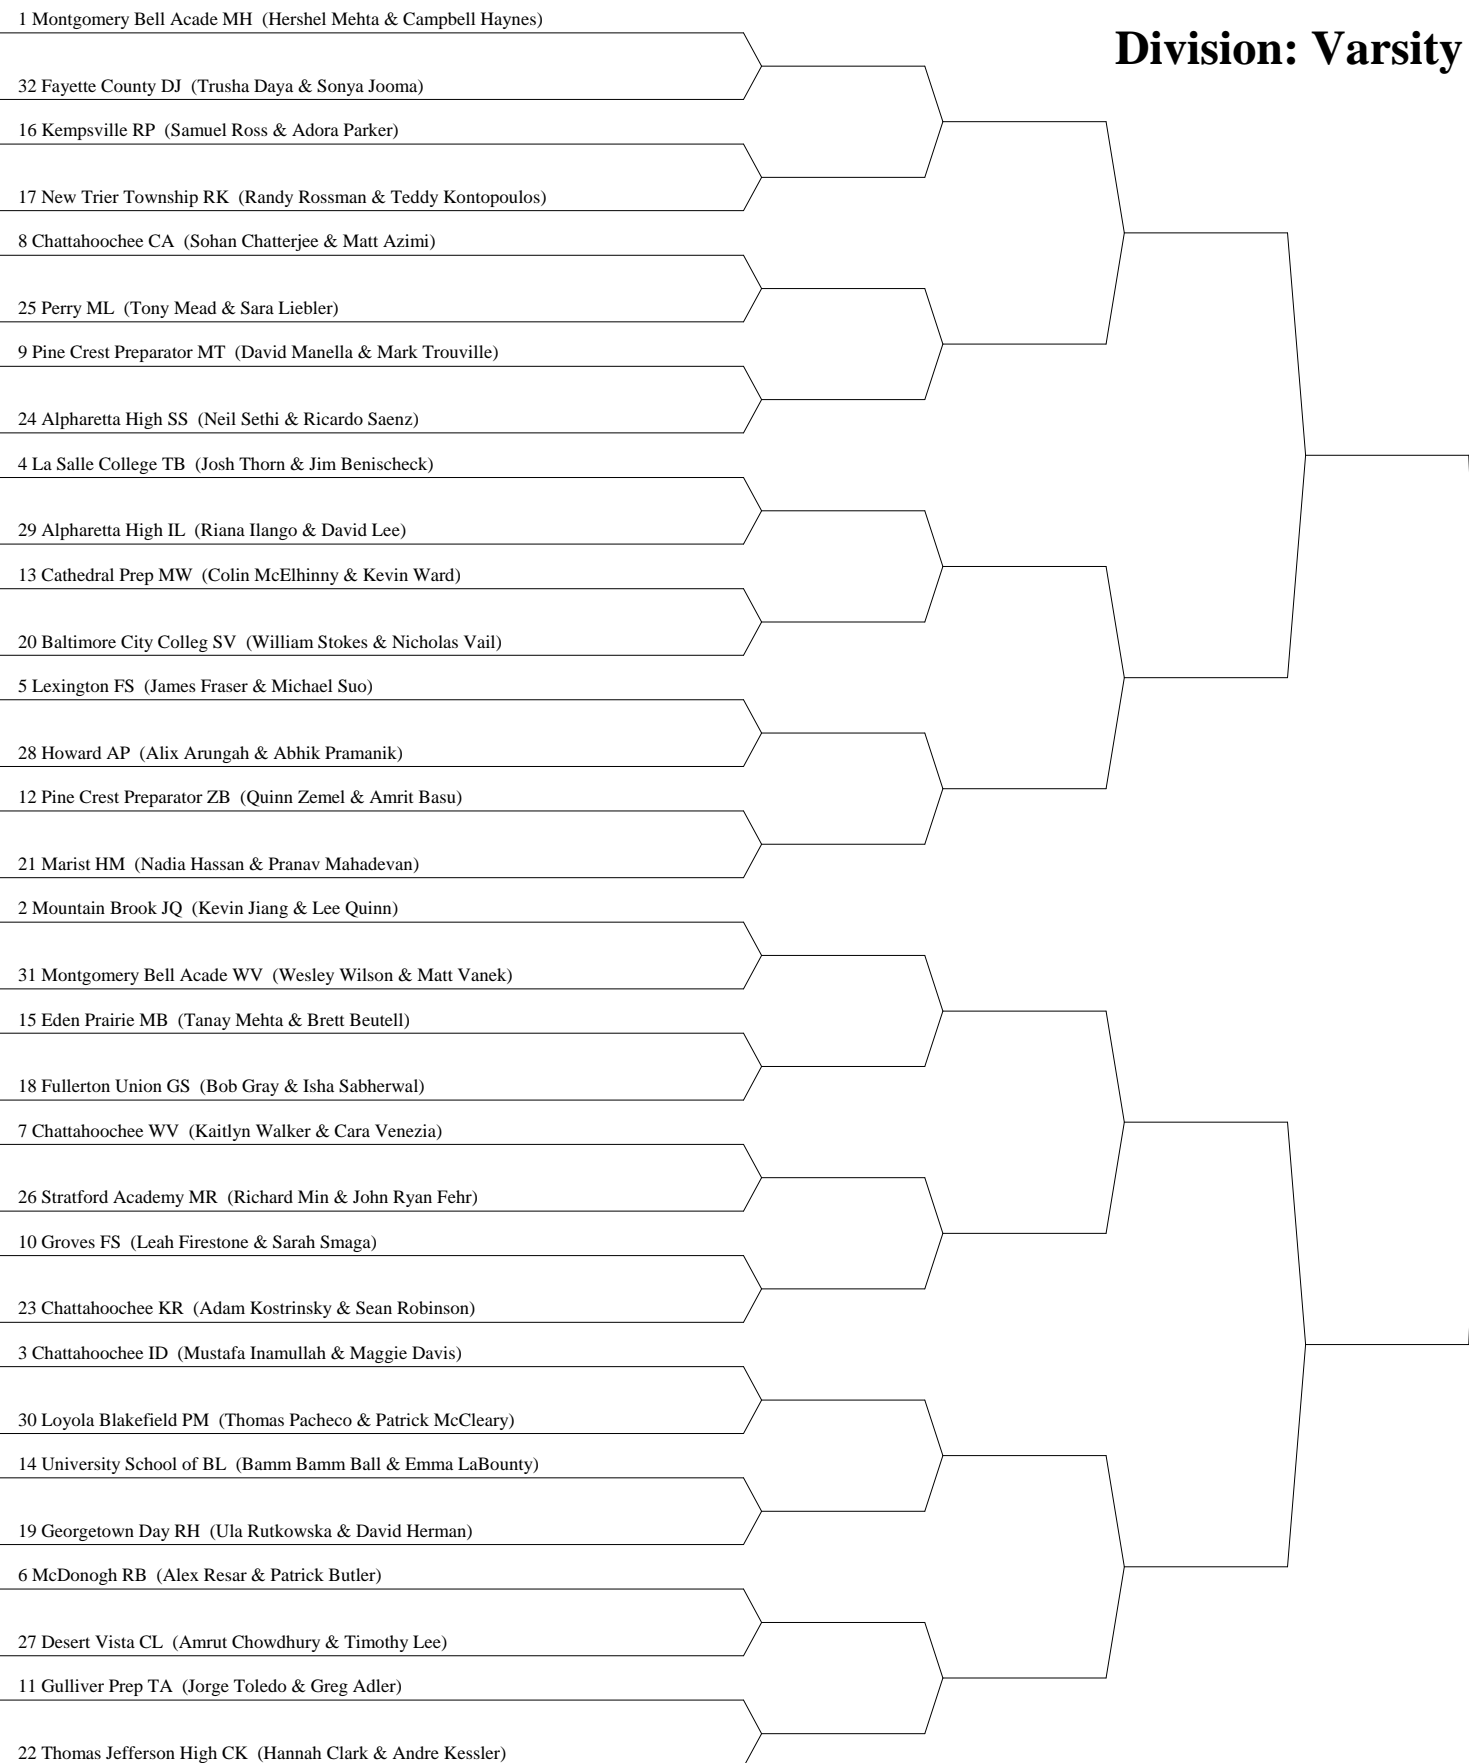 1 Montgomery Bell Acade MH (Hershel Mehta & Campbell Haynes)
Division: Varsity
32 Fayette County DJ (Trusha Daya & Sonya Jooma)
16 Kempsville RP (Samuel Ross & Adora Parker)
17 New Trier Township RK (Randy Rossman & Teddy Kontopoulos)
8 Chattahoochee CA (Sohan Chatterjee & Matt Azimi)
25 Perry ML (Tony Mead & Sara Liebler)
9 Pine Crest Preparator MT (David Manella & Mark Trouville)
24 Alpharetta High SS (Neil Sethi & Ricardo Saenz)
4 La Salle College TB (Josh Thorn & Jim Benischeck)
29 Alpharetta High IL (Riana Ilango & David Lee)
13 Cathedral Prep MW (Colin McElhinny & Kevin Ward)
20 Baltimore City Colleg SV (William Stokes & Nicholas Vail)
5 Lexington FS (James Fraser & Michael Suo)
28 Howard AP (Alix Arungah & Abhik Pramanik)
12 Pine Crest Preparator ZB (Quinn Zemel & Amrit Basu)
21 Marist HM (Nadia Hassan & Pranav Mahadevan)
2 Mountain Brook JQ (Kevin Jiang & Lee Quinn)
31 Montgomery Bell Acade WV (Wesley Wilson & Matt Vanek)
15 Eden Prairie MB (Tanay Mehta & Brett Beutell)
18 Fullerton Union GS (Bob Gray & Isha Sabherwal)
7 Chattahoochee WV (Kaitlyn Walker & Cara Venezia)
26 Stratford Academy MR (Richard Min & John Ryan Fehr)
10 Groves FS (Leah Firestone & Sarah Smaga)
23 Chattahoochee KR (Adam Kostrinsky & Sean Robinson)
3 Chattahoochee ID (Mustafa Inamullah & Maggie Davis)
30 Loyola Blakefield PM (Thomas Pacheco & Patrick McCleary)
14 University School of BL (Bamm Bamm Ball & Emma LaBounty)
19 Georgetown Day RH (Ula Rutkowska & David Herman)
6 McDonogh RB (Alex Resar & Patrick Butler)
27 Desert Vista CL (Amrut Chowdhury & Timothy Lee)
11 Gulliver Prep TA (Jorge Toledo & Greg Adler)
22 Thomas Jefferson High CK (Hannah Clark & Andre Kessler)